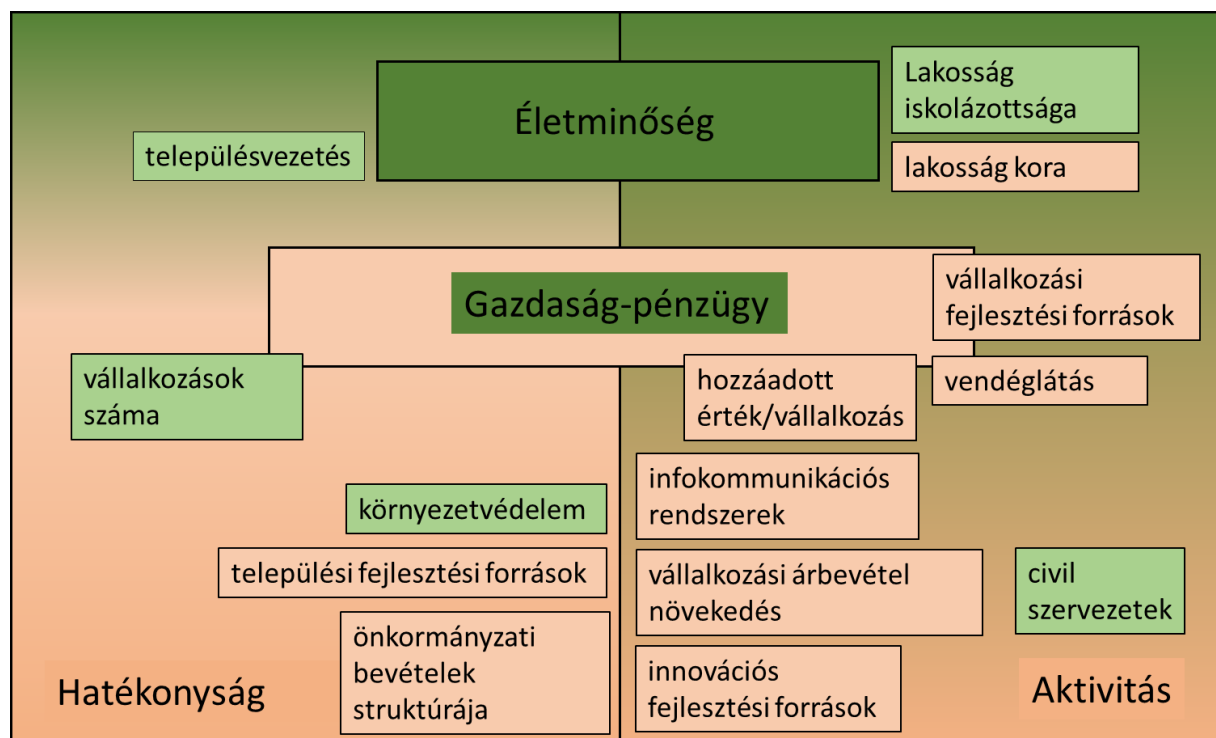 Életminőség
Lakosság
iskolázottsága
településvezetés
lakosság kora
Gazdaság-pénzügy
vállalkozási
fejlesztési források
vállalkozások
száma
hozzáadott
érték/vállalkozás
vendéglátás
infokommunikációs
rendszerek
környezetvédelem
települési fejlesztési források
vállalkozási árbevétel
növekedés
civil
szervezetek
önkormányzati
bevételek
struktúrája
innovációs
fejlesztési források
Hatékonyság
Aktivitás